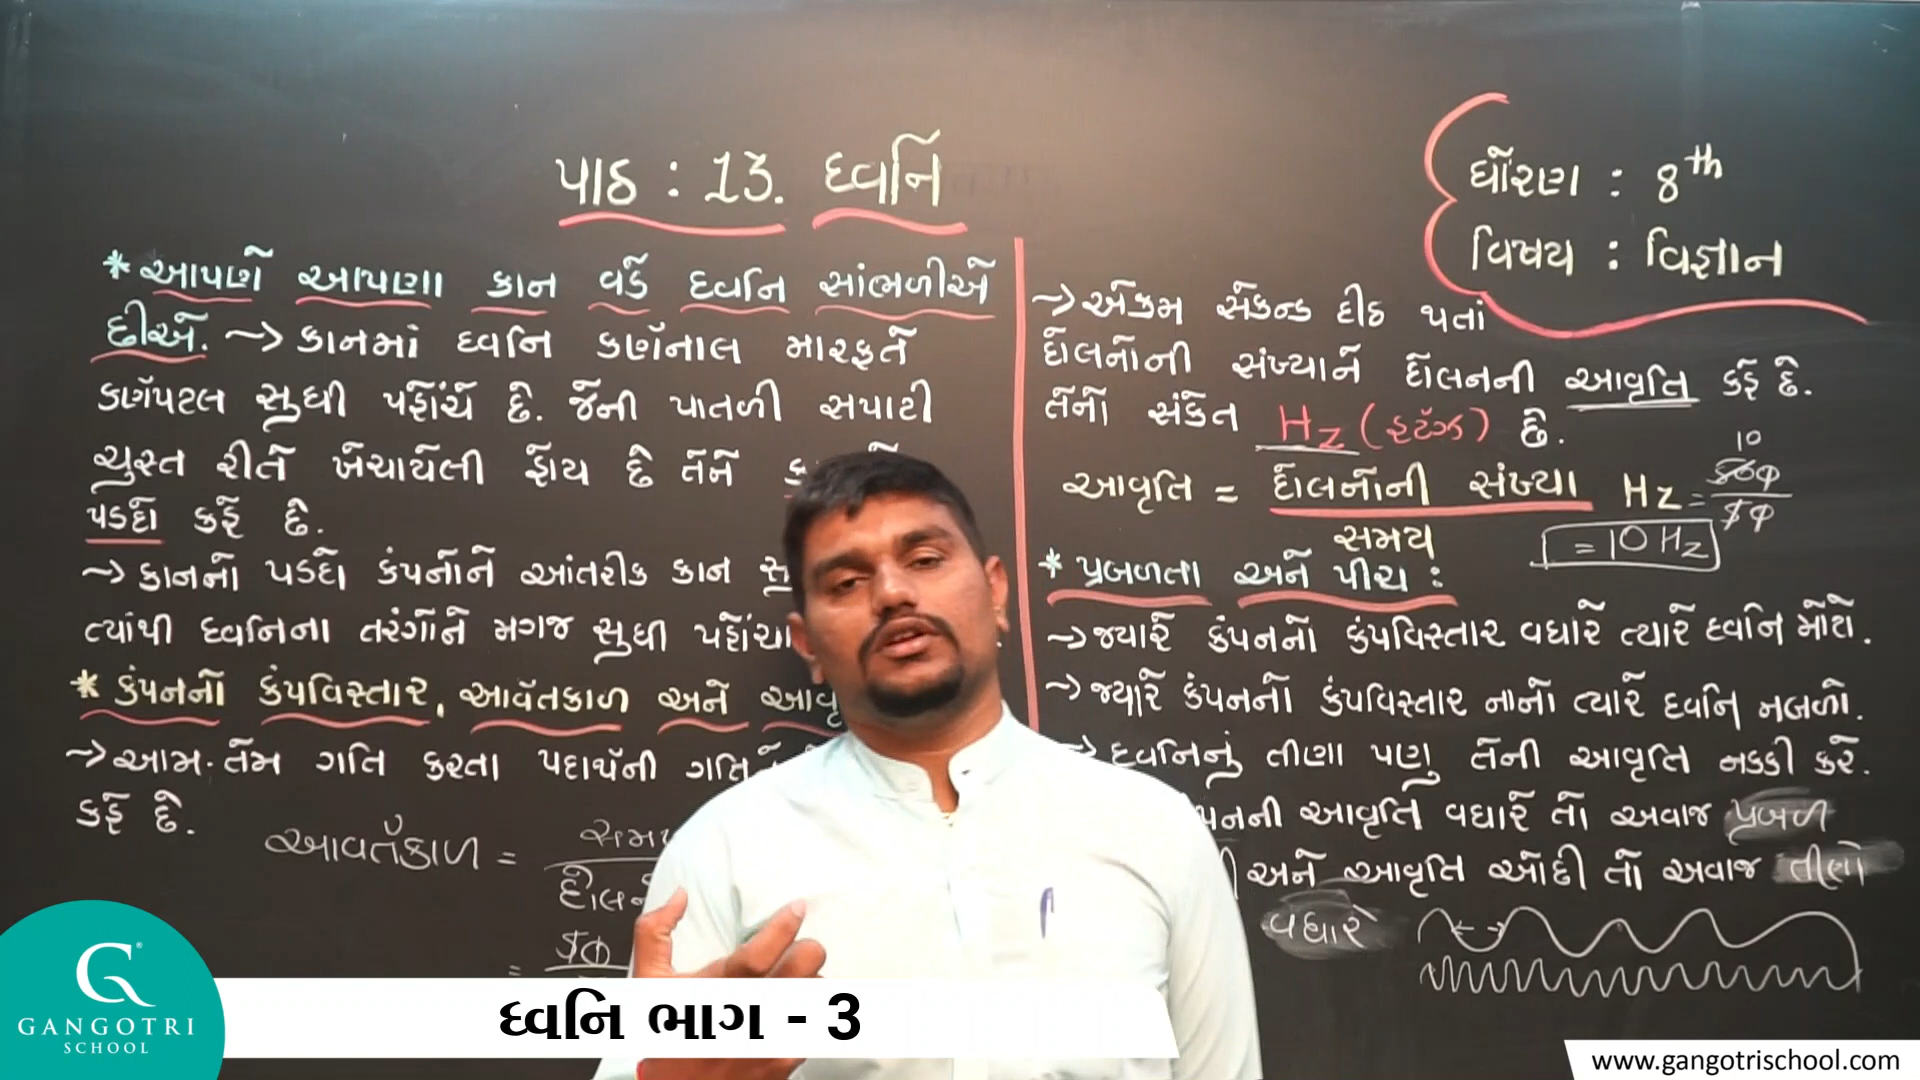 પાઠ : 13. ધ્વનિ
ધોરણ : 8th
વિષય : વિજ્ઞાન
* આપણે આપણા કાન વડે ધ્વનિ સાંભળીએ
છીએ. → કાનમાં ધ્વનિ કર્ણનાલ મારફતે
કર્ણપટલ સુધી પહોંચે છે. જેની પાતળી સપાટી
ચુસ્ત રીતે ખેંચાયેલી હોય છે તેને
પડદો કહે છે.
→ કાનનો પડદો કંપનોને આંતરીક કાન
ત્યાંથી ધ્વનિના તરંગોને મગજ સુધી
* કંપનનો કંપવિસ્તાર, આવર્તકાળ અને
→ આમ-તેમ ગતિ કરતા પદાર્થની
કહે છે.
આવર્તકાળ =
=
→ એકમ સેકન્ડ દીઠ થતાં
દોલનોની સંખ્યાને દોલનની આવૃતિ કહે છે.
તેનો સંકેત Hz (હર્ટઝ) છે.
આવૃતિ = દોલનોની સંખ્યા Hz =
સમય
10
= 10 Hz
* પ્રબળતા અને પીચ :
→ જ્યારે કંપનનો કંપવિસ્તાર વધારે ત્યારે ધ્વનિ મોટો.
→ જ્યારે કંપનનો કંપવિસ્તાર નાનો ત્યારે ધ્વનિ નબળો.
→ ધ્વનિનું તીણા પણુ તેની આવૃતિ નક્કી કરે.
આવૃતિ વધારે તો અવાજ પ્રબળ
અને આવૃતિ ઓછી તો અવાજ તીણો
વધારે
GANGOTRI
SCHOOL
ધ્વનિ ભાગ - 3
www.gangotrischool.com